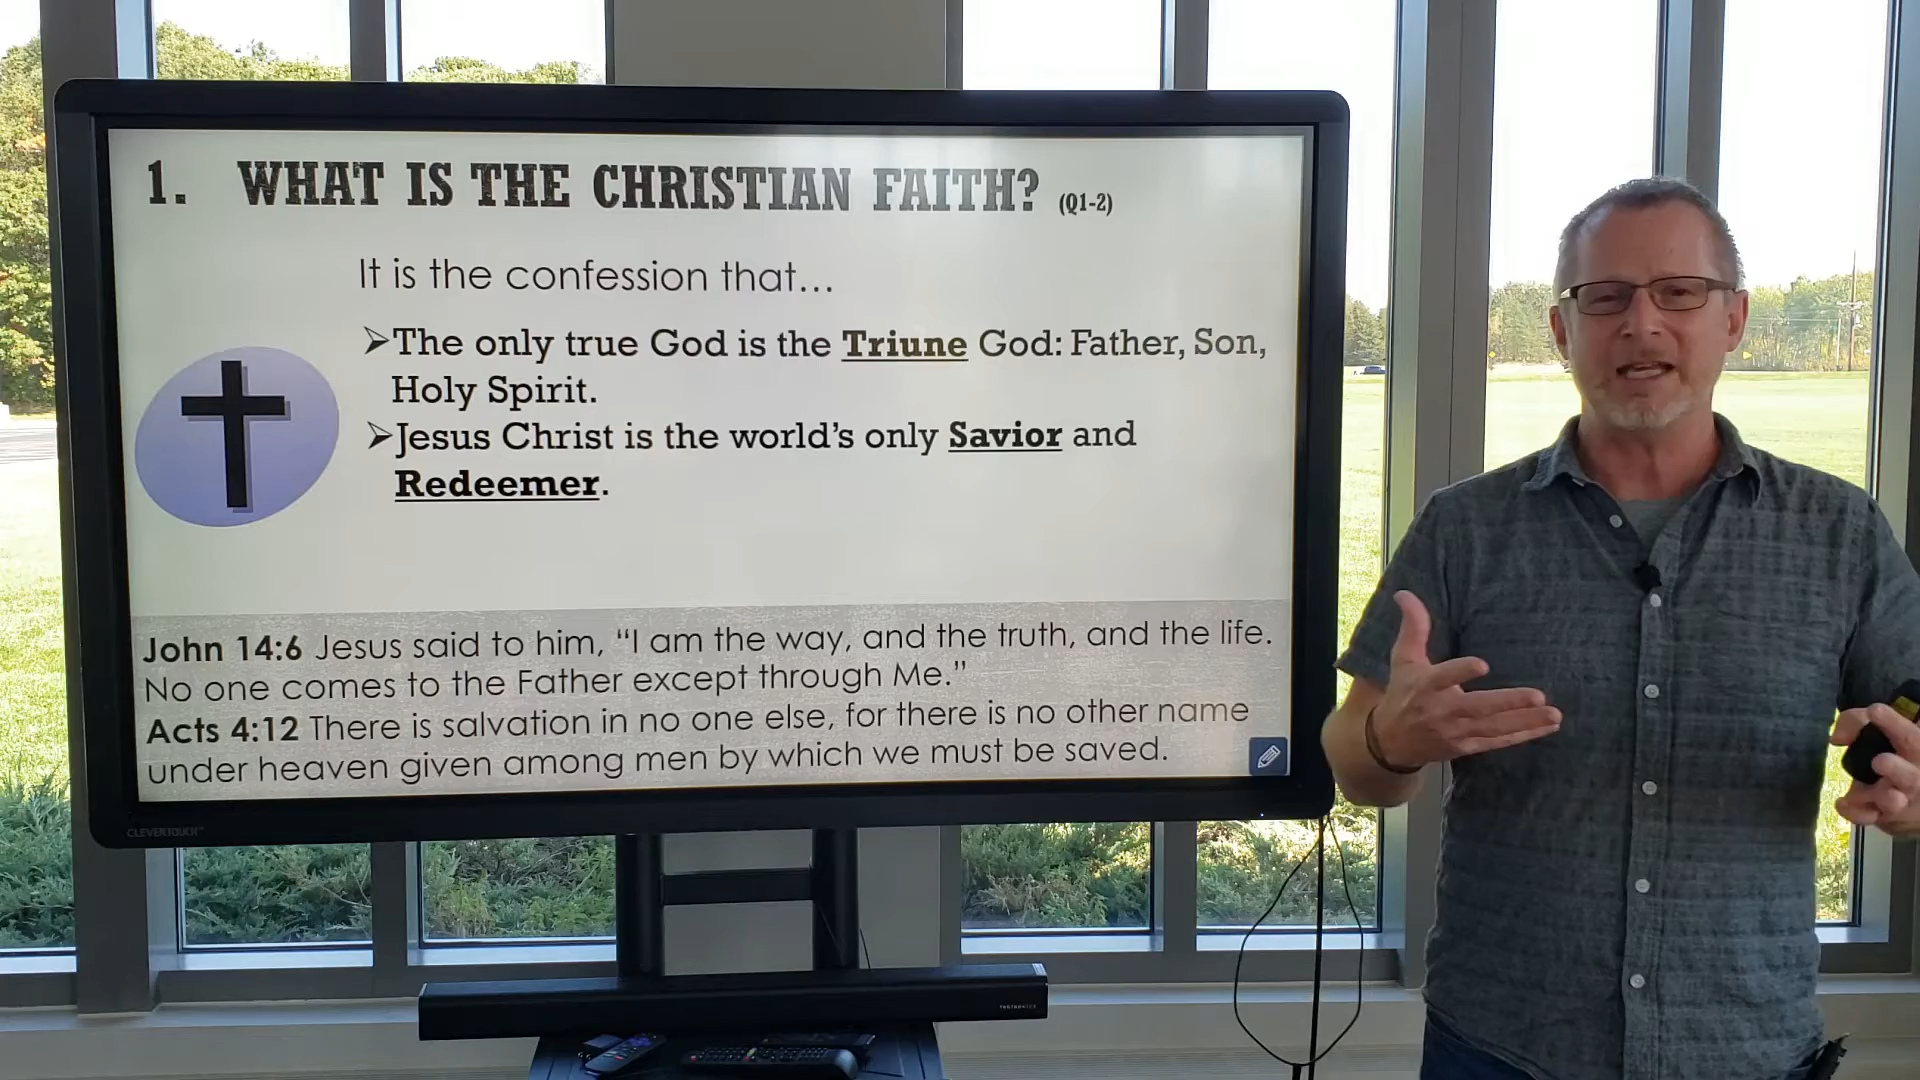 1. WHAT IS THE CHRISTIAN FAITH? (Q1-2)
It is the confession that...
➢The only true God is the Triune God: Father, Son,
Holy Spirit.
➢Jesus Christ is the world's only Savior and
Redeemer.
John 14:6 Jesus said to him, “I am the way, and the truth, and the life.
No one comes to the Father except through Me.”
Acts 4:12 There is salvation in no one else, for there is no other name
under heaven given among men by which we must be saved.
CLEVERTOUCH